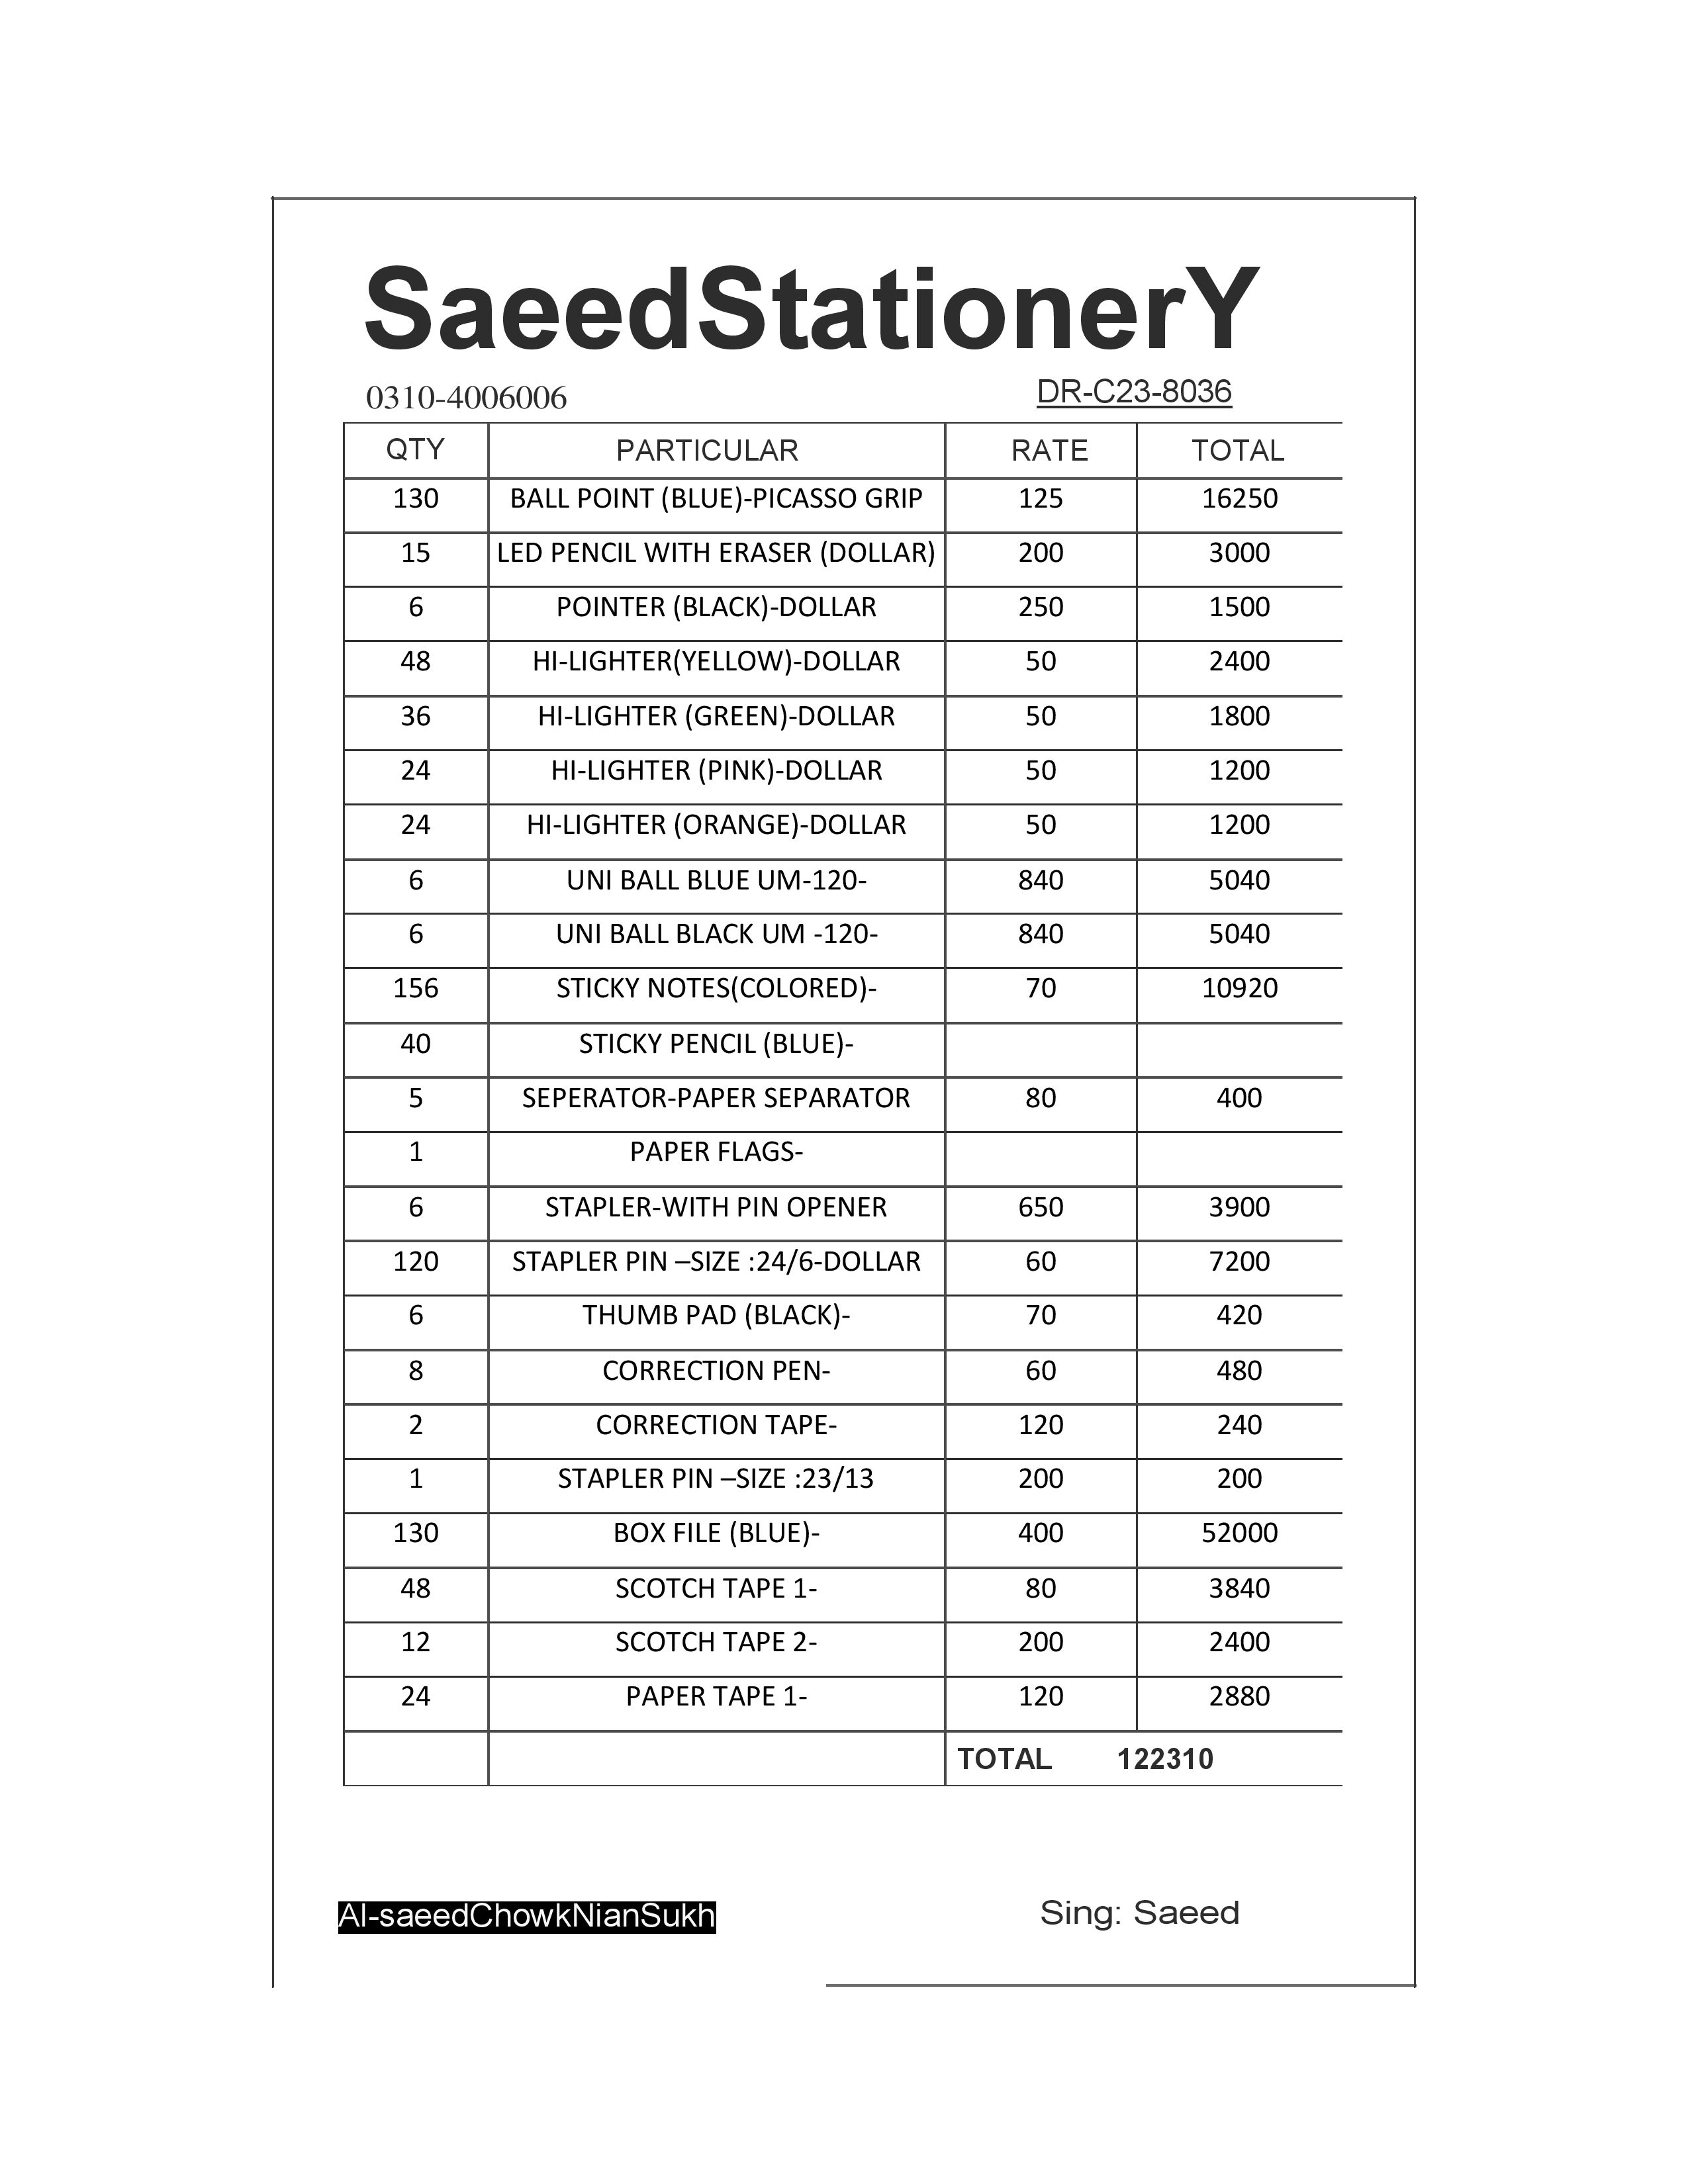 SaeedStationerY
0310-4006006 DR-C23-8036
QTY PARTICULAR RATE TOTAL
130 BALL POINT (BLUE)-PICASSO GRIP 125 16250
15 LED PENCIL WITH ERASER (DOLLAR) 200 3000
6 POINTER (BLACK)-DOLLAR 250 1500
48 HI-LIGHTER(YELLOW)-DOLLAR 50 2400
36 HI-LIGHTER (GREEN)-DOLLAR 50 1800
24 HI-LIGHTER (PINK)-DOLLAR 50 1200
24 HI-LIGHTER (ORANGE)-DOLLAR 50 1200
6 UNI BALL BLUE UM-120- 840 5040
6 UNI BALL BLACK UM -120- 840 5040
156 STICKY NOTES(COLORED)- 70 10920
40 STICKY PENCIL (BLUE)-
5 SEPERATOR-PAPER SEPARATOR 80 400
1 PAPER FLAGS-
6 STAPLER-WITH PIN OPENER 650 3900
120 STAPLER PIN –SIZE :24/6-DOLLAR 60 7200
6 THUMB PAD (BLACK)- 70 420
8 CORRECTION PEN- 60 480
2 CORRECTION TAPE- 120 240
1 STAPLER PIN –SIZE :23/13 200 200
130 BOX FILE (BLUE)- 400 52000
48 SCOTCH TAPE 1- 80 3840
12 SCOTCH TAPE 2- 200 2400
24 PAPER TAPE 1- 120 2880
TOTAL 122310
Al-saeedChowkNianSukh Sing: Saeed